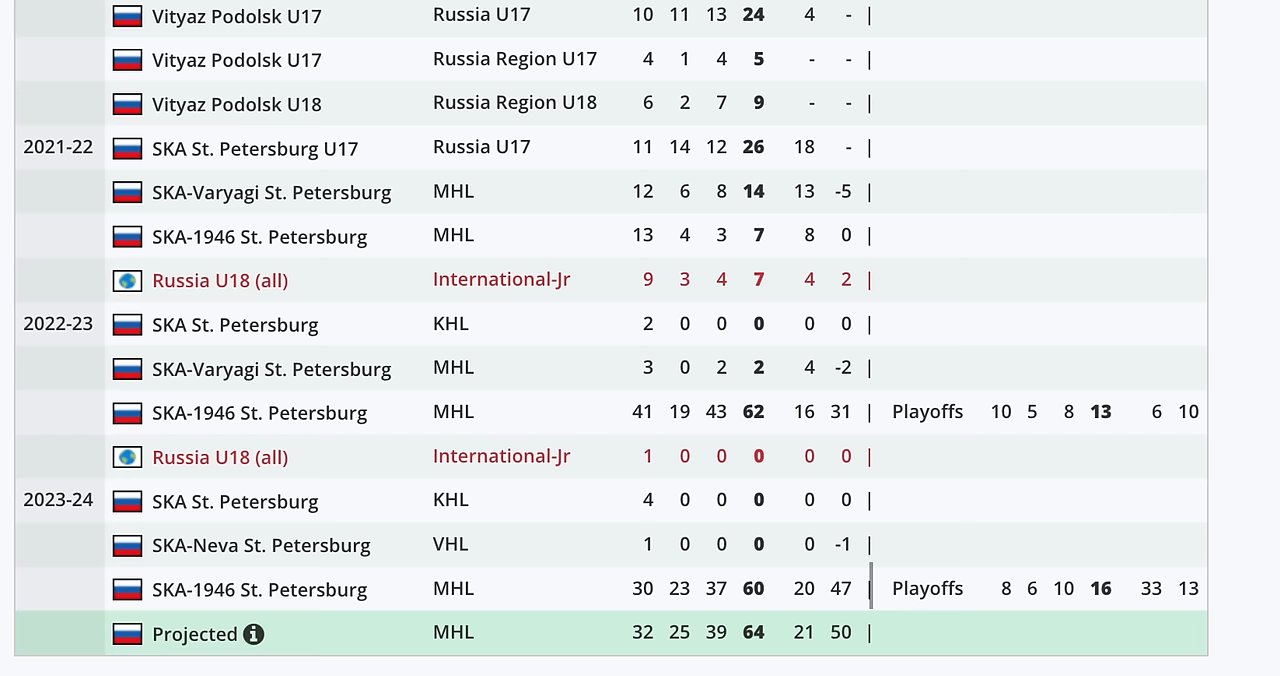 Vityaz Podolsk U17 Russia U17 10 11 13 24 4 - |
Vityaz Podolsk U17 Russia Region U17 4 1 4 5 - - |
Vityaz Podolsk U18 Russia Region U18 6 2 7 9 - - |
2021-22 SKA St. Petersburg U17 Russia U17 11 14 12 26 18 - |
SKA-Varyagi St. Petersburg MHL 12 6 8 14 13 -5 |
SKA-1946 St. Petersburg MHL 13 4 3 7 8 0 |
Russia U18 (all) International-Jr 9 3 4 7 4 2 |
2022-23 SKA St. Petersburg KHL 2 0 0 0 0 0 |
SKA-Varyagi St. Petersburg MHL 3 0 2 2 4 -2 |
SKA-1946 St. Petersburg MHL 41 19 43 62 16 31 | Playoffs 10 5 8 13 6 10
Russia U18 (all) International-Jr 1 0 0 0 0 0 |
2023-24 SKA St. Petersburg KHL 4 0 0 0 0 0 |
SKA-Neva St. Petersburg VHL 1 0 0 0 0 -1 |
SKA-1946 St. Petersburg MHL 30 23 37 60 20 47 | Playoffs 8 6 10 16 33 13
Projected i MHL 32 25 39 64 21 50 |